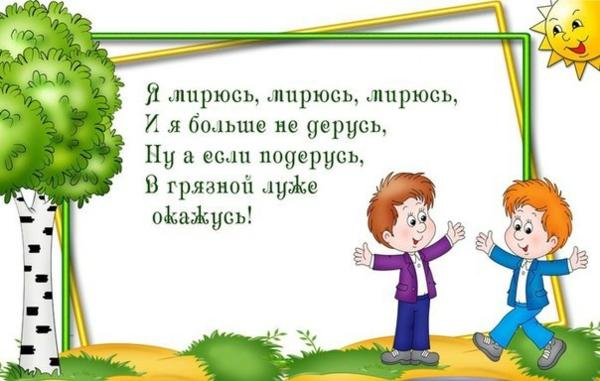 Я мирюсь, мирюсь, мирюсь,
И я больше не дерусь,
Ну а если подерусь,
В грязной луже
окажусь!